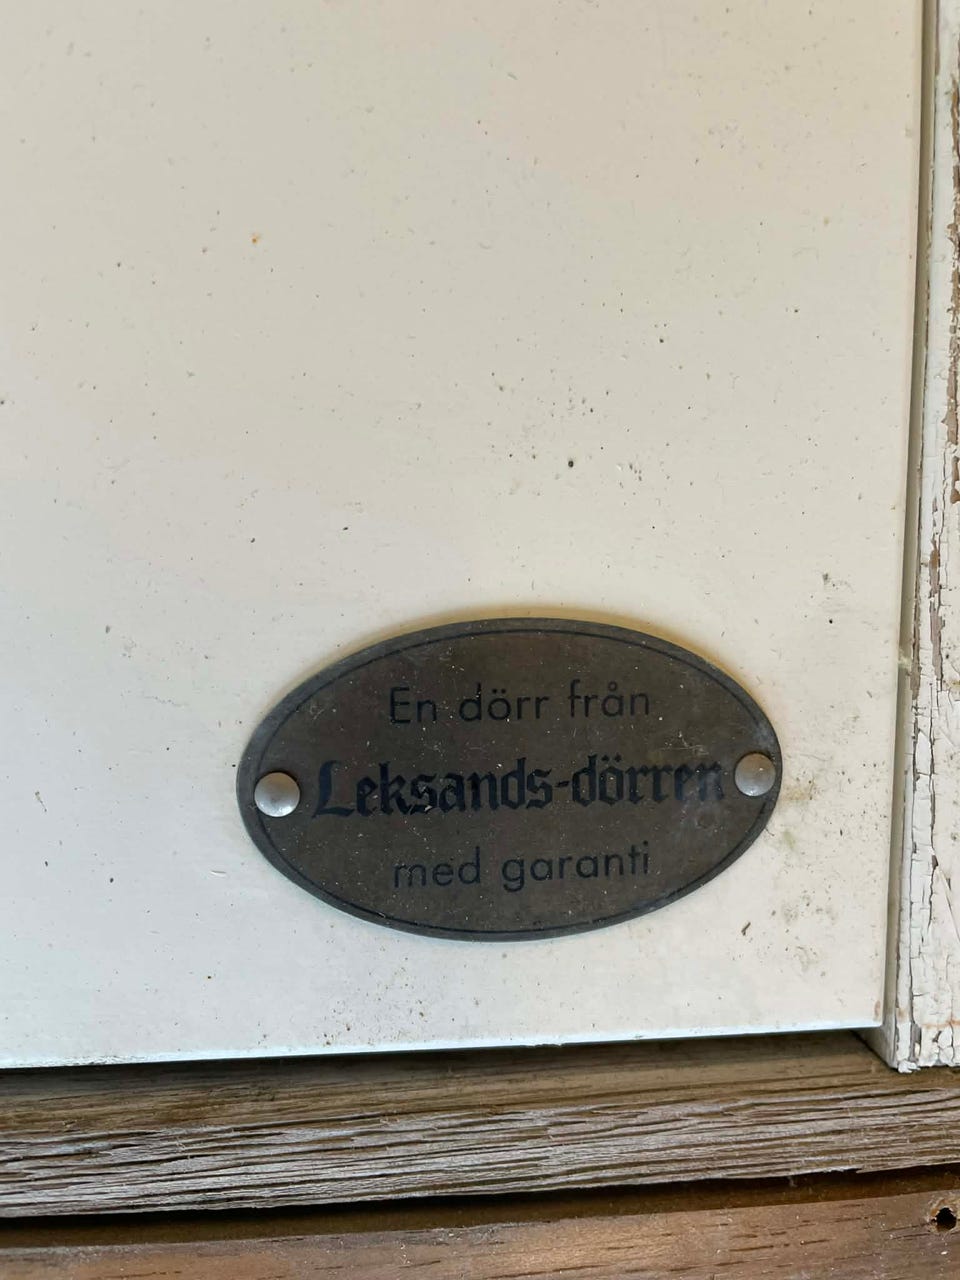 En dörr från
Leksands-dörren
med garanti